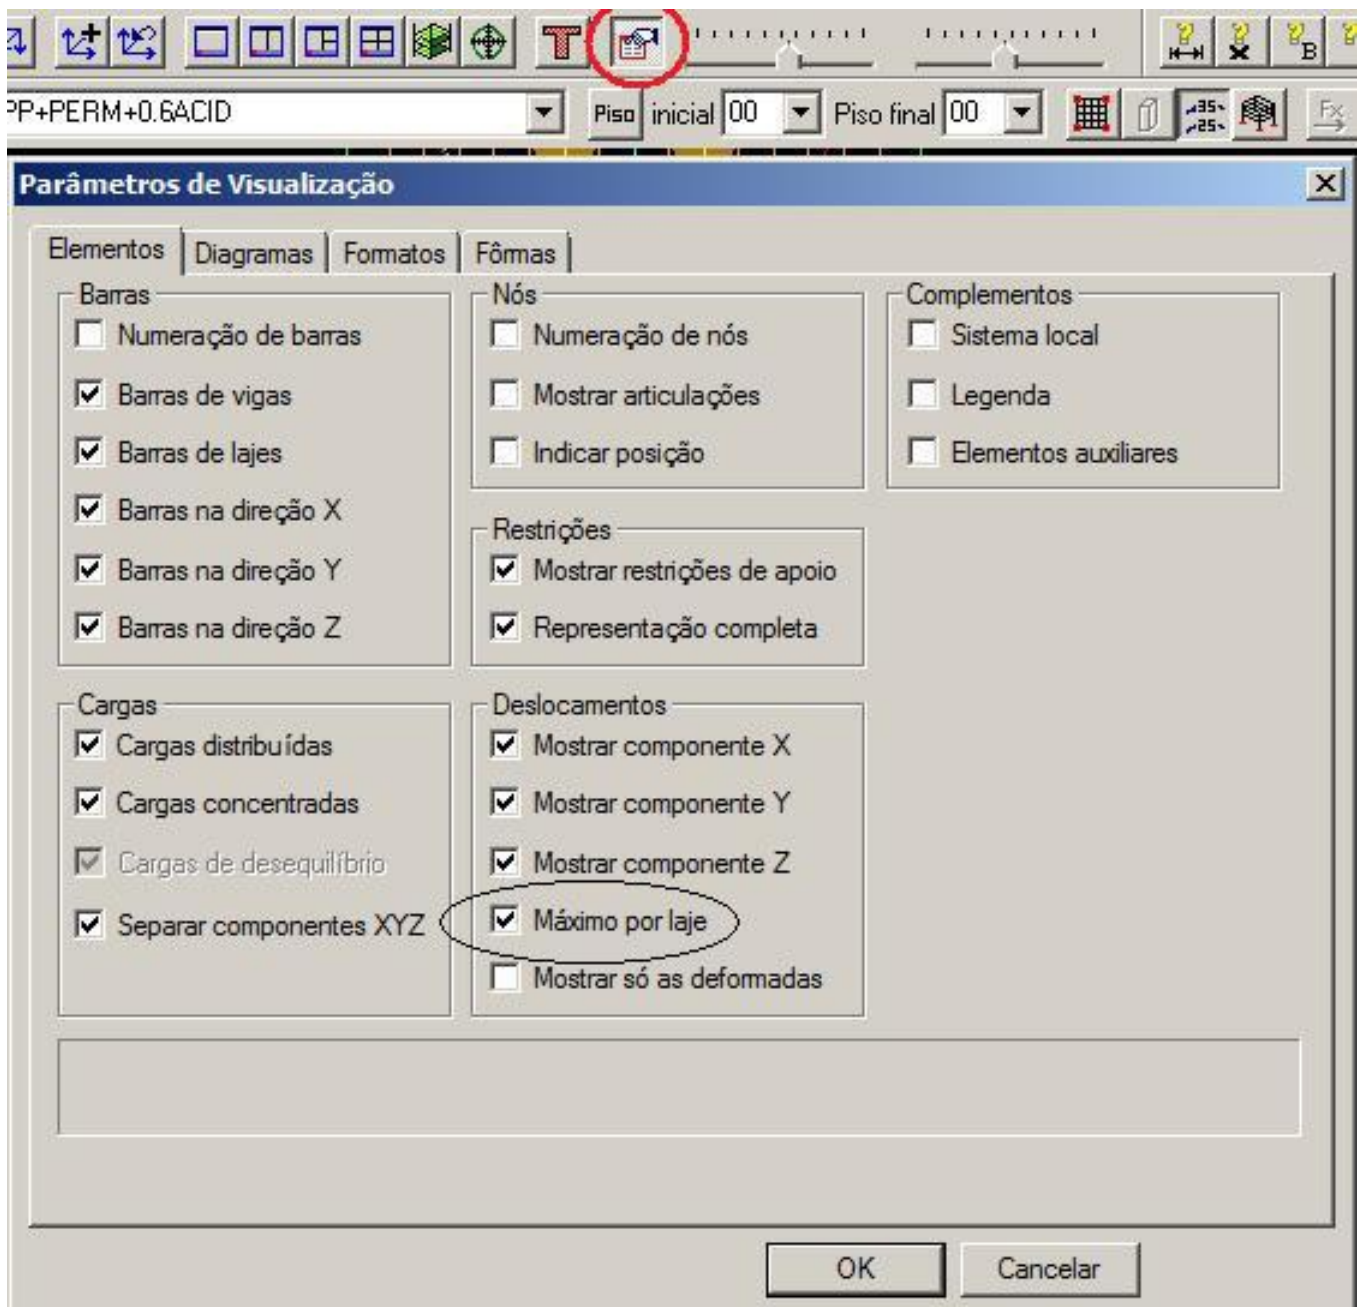 PP+PERM+0.6ACID Piso inicial 00 Piso final 00 35 25 Fx
B
Parâmetros de Visualização
Elementos Diagramas Formatos Fôrmas
Barras
Numeração de barras
Barras de vigas
Barras de lajes
Barras na direção X
Barras na direção Y
Barras na direção Z
Nós
Numeração de nós
Mostrar articulações
Indicar posição
Complementos
Sistema local
Legenda
Elementos auxiliares
Restrições
Mostrar restrições de apoio
Representação completa
Cargas
Cargas distribuídas
Cargas concentradas
Cargas de desequilíbrio
Separar componentes XYZ
Deslocamentos
Mostrar componente X
Mostrar componente Y
Mostrar componente Z
Máximo por laje
Mostrar só as deformadas
OK Cancelar